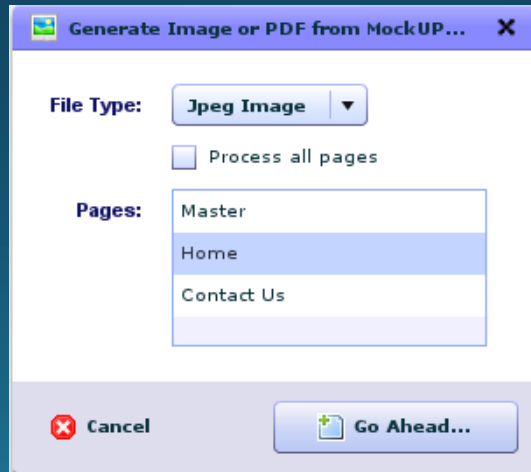 Generate Image or PDF from MockUP...
File Type: Jpeg Image
Process all pages
Pages: Master
Home
Contact Us
Cancel Go Ahead...